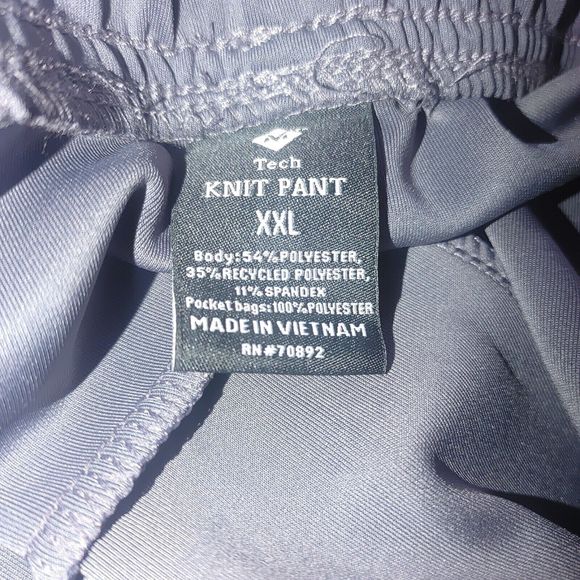 Tech
KNIT PANT
XXL
Body:54%POLYESTER,
35%RECYCLED POLYESTER,
11%SPANDEX
Pocket bags:100%POLYESTER
MADE IN VIETNAM
RN#70892